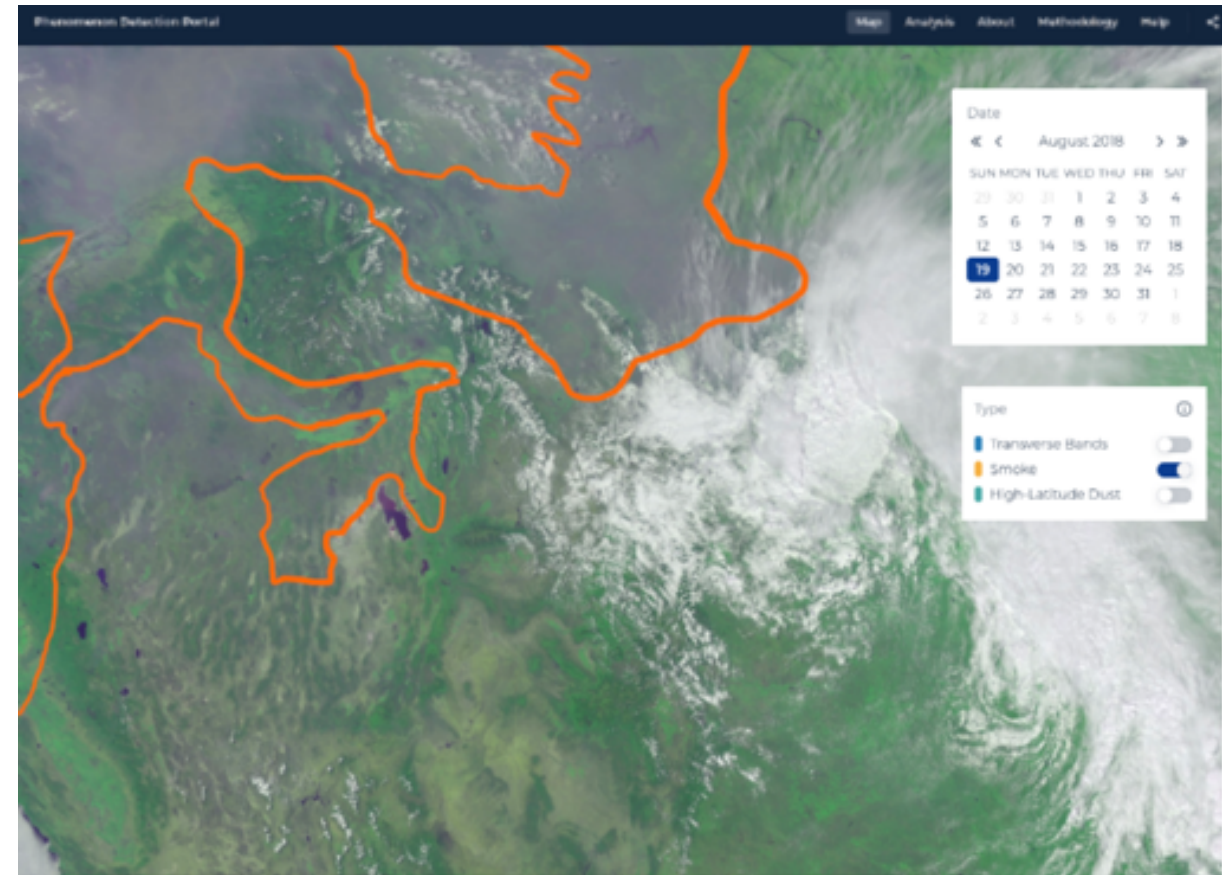 Phenomenon Detection Portal
Map Analysis About Methodology Help
Date
August 2018
SUN MON TUE WED THU FRI SAT
29 30 31 1 2 3 4
5 6 7 8 9 10 11
12 13 14 15 16 17 18
19 20 21 22 23 24 25
26 27 28 29 30 31 1
2 3 4 5 6 7 8
Type
Transverse Bands
Smoke
High-Latitude Dust